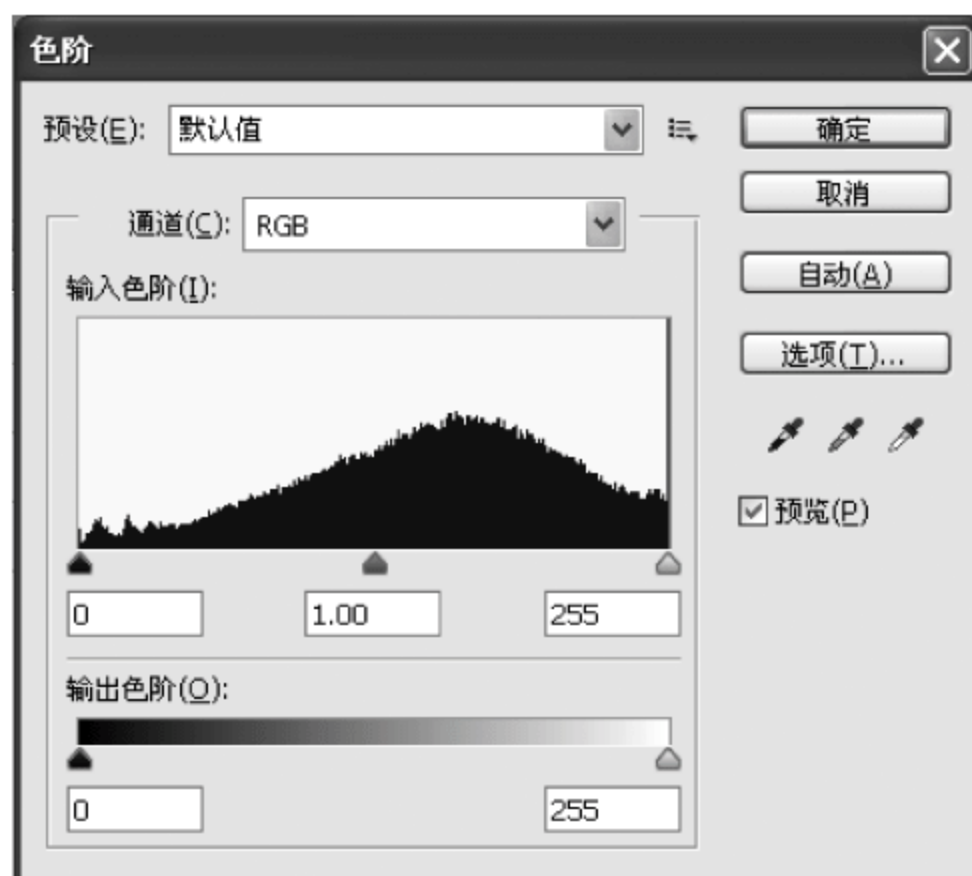 色阶
预设(E): 默认值
确定
取消
通道(C): RGB
自动(A)
输入色阶(I):
选项(T)...
预览(P)
0 1.00 255
输出色阶(O):
0 255